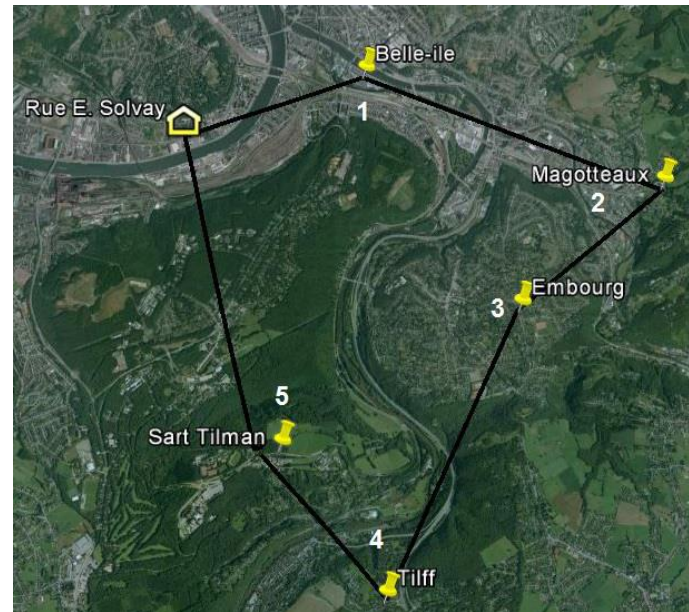 Belle-ile
Rue E. Solvay
1
Magotteaux
2
Embourg
3
5
Sart Tilman
4
Tilff